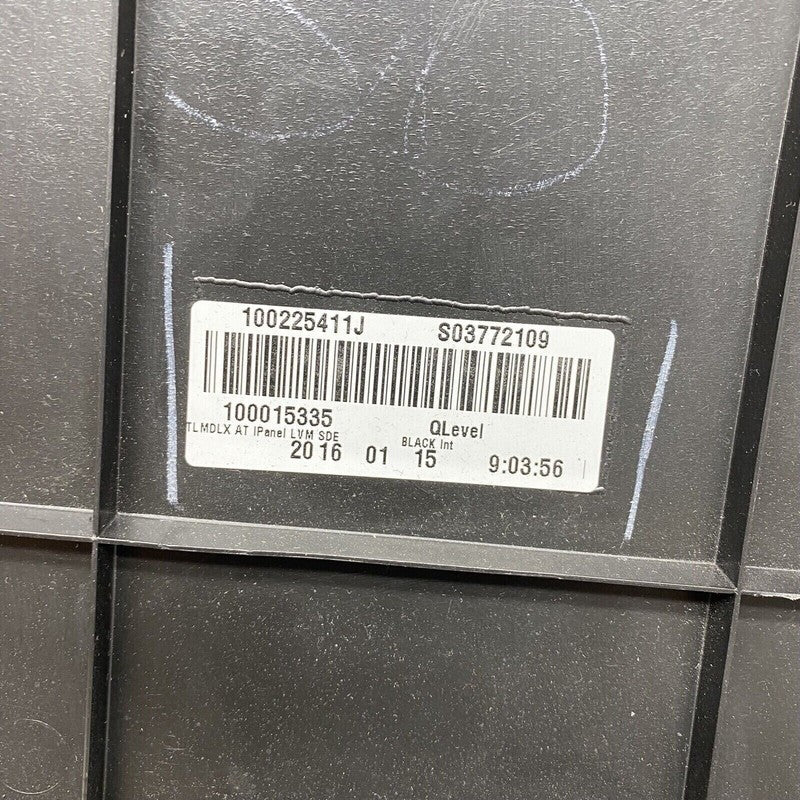 100225411J S03772109
100015335 QLevel
TLMDLX AT IPanel LVM SDE BLACK Int
2016 01 15 9:03:56